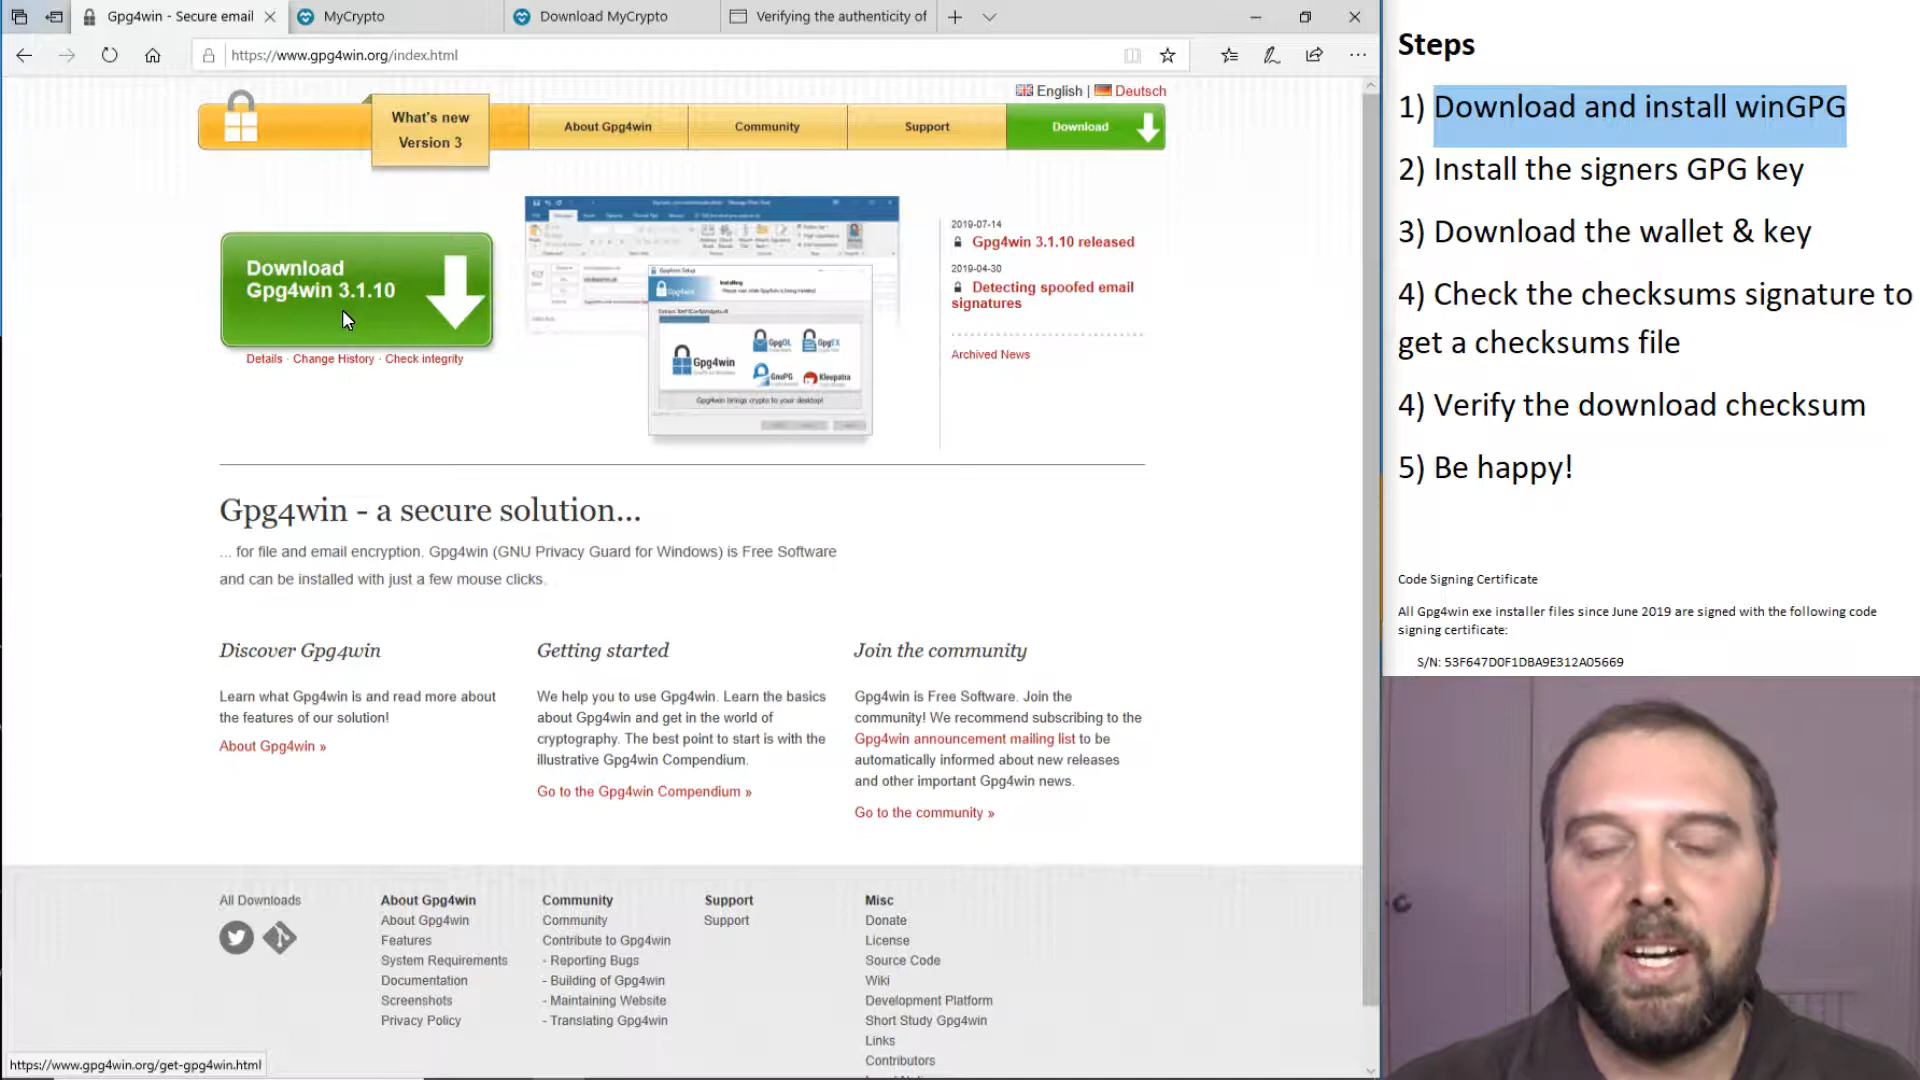 Gpg4win - Secure email
MyCrypto
Download MyCrypto
Verifying the authenticity of
https://www.gpg4win.org/index.html
English | Deutsch
What's new
Version 3
About Gpg4win
Community
Support
Download
Download
Gpg4win 3.1.10
Details · Change History · Check integrity
Gpg4win
GpgOL
GpgEX
GnuPG
Kleopatra
Gpg4win brings crypto to your desktop!
2019-07-14
Gpg4win 3.1.10 released
2019-04-30
Detecting spoofed email
signatures
Archived News
Gpg4win - a secure solution...
... for file and email encryption. Gpg4win (GNU Privacy Guard for Windows) is Free Software
and can be installed with just a few mouse clicks.
Discover Gpg4win
Learn what Gpg4win is and read more about
the features of our solution!
About Gpg4win »
Getting started
We help you to use Gpg4win. Learn the basics
about Gpg4win and get in the world of
cryptography. The best point to start is with the
illustrative Gpg4win Compendium.
Go to the Gpg4win Compendium »
Join the community
Gpg4win is Free Software. Join the
community! We recommend subscribing to the
Gpg4win announcement mailing list to be
automatically informed about new releases
and other important Gpg4win news.
Go to the community »
All Downloads
About Gpg4win
About Gpg4win
Features
System Requirements
Documentation
Screenshots
Privacy Policy
Community
Community
Contribute to Gpg4win
- Reporting Bugs
- Building of Gpg4win
- Maintaining Website
- Translating Gpg4win
Support
Support
Misc
Donate
License
Source Code
Wiki
Development Platform
Short Study Gpg4win
Links
Contributors
https://www.gpg4win.org/get-gpg4win.html
Steps
1) Download and install winGPG
2) Install the signers GPG key
3) Download the wallet & key
4) Check the checksums signature to
get a checksums file
4) Verify the download checksum
5) Be happy!
Code Signing Certificate
All Gpg4win exe installer files since June 2019 are signed with the following code
signing certificate:
S/N: 53F647D0F1DBA9E312A05669